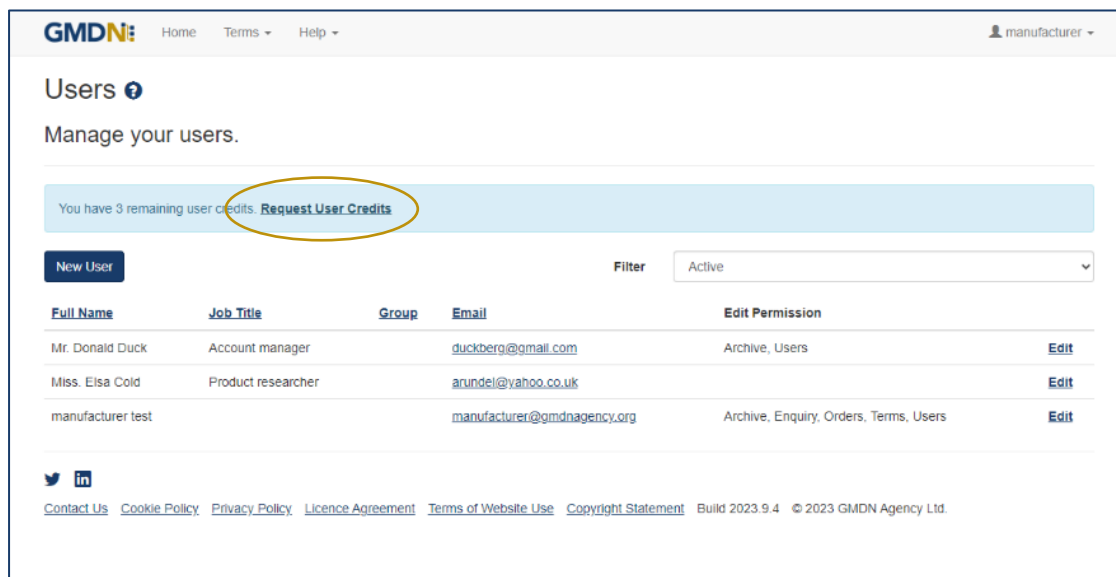 GMDN Home Terms Help manufacturer
Users ?
Manage your users.
You have 3 remaining user credits. Request User Credits
New User Filter Active
Full Name Job Title Group Email Edit Permission
Mr. Donald Duck Account manager duckberg@gmail.com Archive, Users Edit
Miss. Elsa Cold Product researcher arundel@yahoo.co.uk Edit
manufacturer test manufacturer@gmdnagency.org Archive, Enquiry, Orders, Terms, Users Edit
in
Contact Us Cookie Policy Privacy Policy Licence Agreement Terms of Website Use Copyright Statement Build 2023.9.4 © 2023 GMDN Agency Ltd.